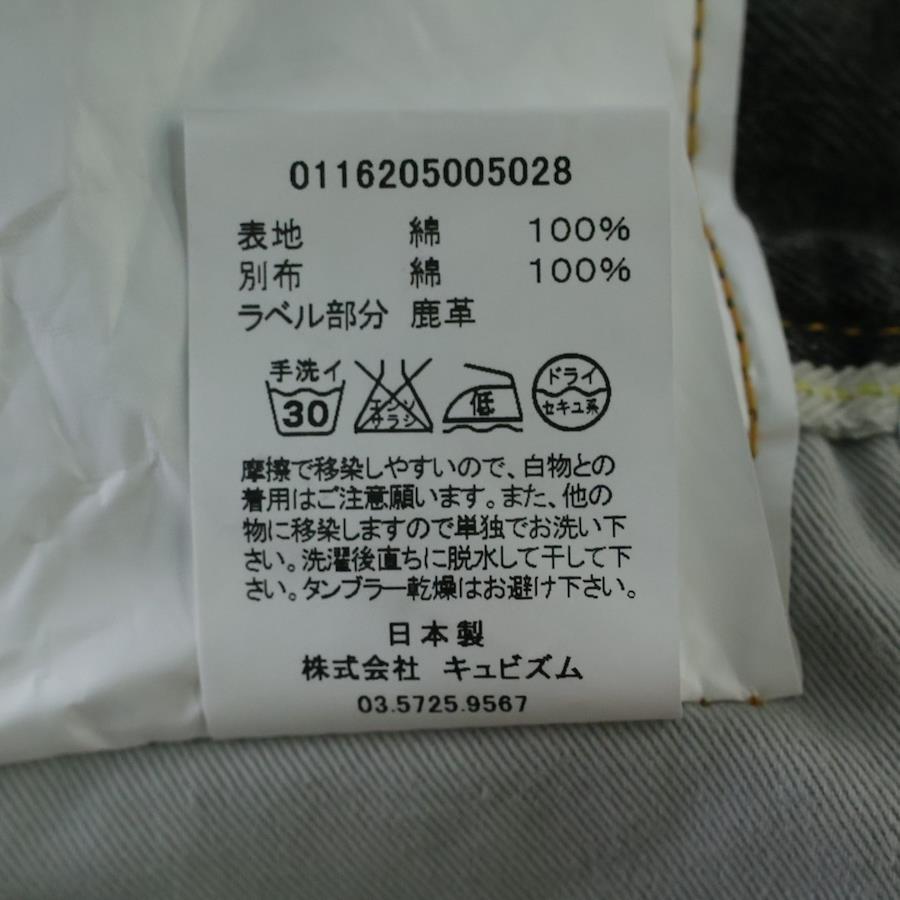 0116205005028
表地 綿 100%
別布 綿 100%
ラベル部分 鹿革
手洗イ
30
エンソ
サラシ
低
ドライ
セキユ系
摩擦で移染しやすいので、白物との
着用はご注意願います。また、他の
物に移染しますので単独でお洗い下
さい。洗濯後直ちに脱水して干して下
さい。タンブラー乾燥はお避け下さい。
日本製
株式会社 キュビズム
03.5725.9567